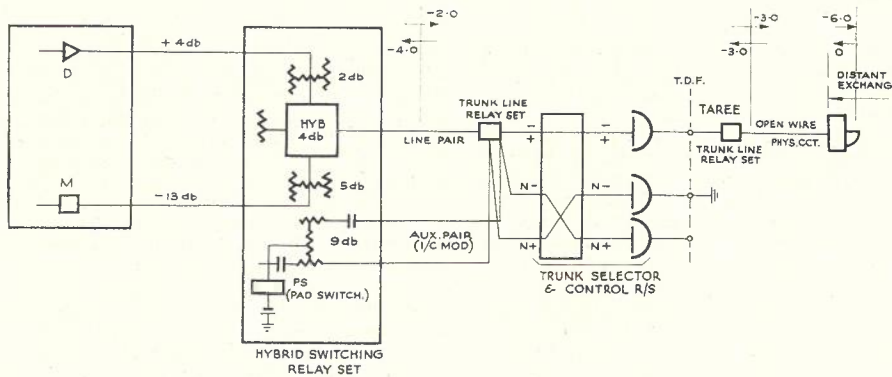 +4db
D
2db
HYB
4db
M
-13db
5db
9db
PS
(PAD SWITCH.)
HYBRID SWITCHING
RELAY SET
-2·0
-4·0
LINE PAIR
AUX. PAIR
(I/C MOD)
TRUNK LINE
RELAY SET
-
+
N-
N+
-
+
N-
N+
TRUNK SELECTOR
& CONTROL R/S
T.D.F.
TAREE
TRUNK LINE
RELAY SET
-3·0
-3·0
OPEN WIRE
PHYS. CCT.
-6·0
0
DISTANT
EXCHANG